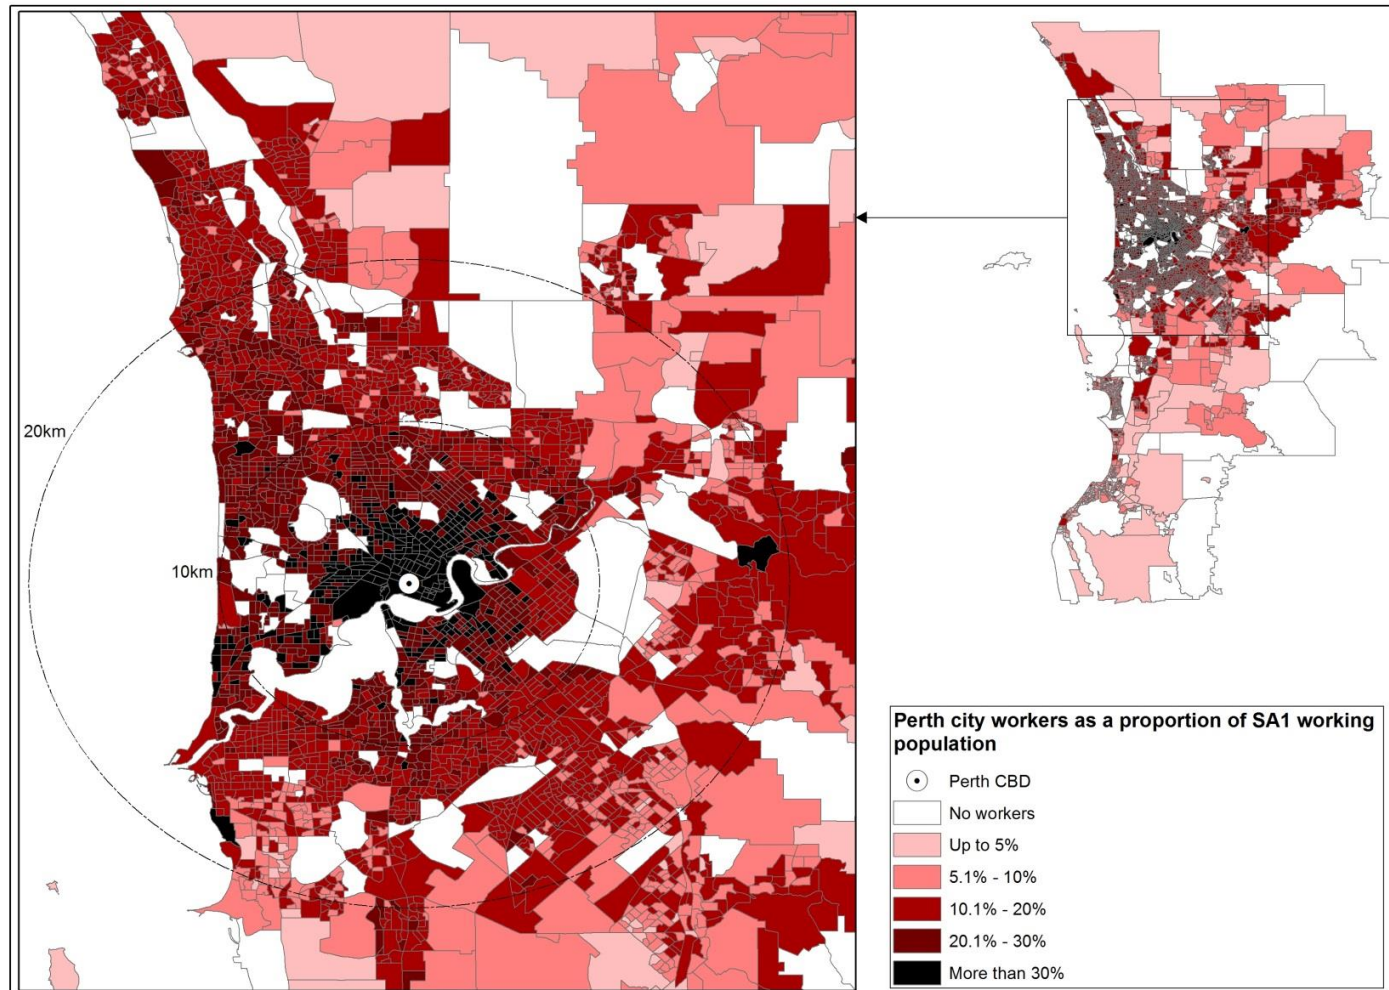 20km
10km
Perth city workers as a proportion of SA1 working
population
Perth CBD
No workers
Up to 5%
5.1% - 10%
10.1% - 20%
20.1% - 30%
More than 30%